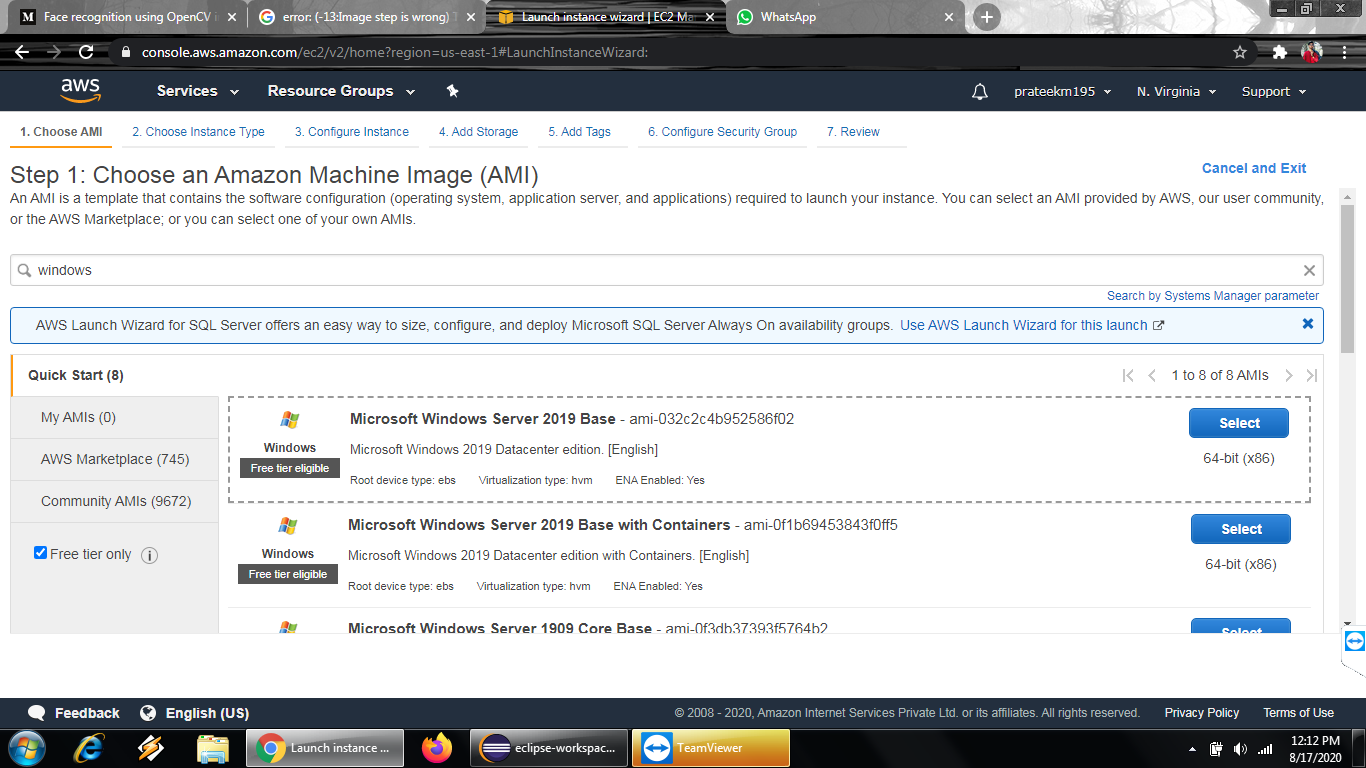 Face recognition using OpenCV i
error: (-13:Image step is wrong)
Launch instance wizard | EC2 Ma
WhatsApp
console.aws.amazon.com/ec2/v2/home?region=us-east-1#LaunchInstanceWizard:
aws Services Resource Groups prateekm195 N. Virginia Support
1. Choose AMI 2. Choose Instance Type 3. Configure Instance 4. Add Storage 5. Add Tags 6. Configure Security Group 7. Review
Step 1: Choose an Amazon Machine Image (AMI)
Cancel and Exit
An AMI is a template that contains the software configuration (operating system, application server, and applications) required to launch your instance. You can select an AMI provided by AWS, our user community,
or the AWS Marketplace; or you can select one of your own AMIs.
windows
Search by Systems Manager parameter
AWS Launch Wizard for SQL Server offers an easy way to size, configure, and deploy Microsoft SQL Server Always On availability groups. Use AWS Launch Wizard for this launch
Quick Start (8)
1 to 8 of 8 AMIs
My AMIs (0)
AWS Marketplace (745)
Community AMIs (9672)
Free tier only
Windows
Free tier eligible
Microsoft Windows Server 2019 Base - ami-032c2c4b952586f02
Microsoft Windows 2019 Datacenter edition. [English]
Root device type: ebs Virtualization type: hvm ENA Enabled: Yes
Select
64-bit (x86)
Windows
Free tier eligible
Microsoft Windows Server 2019 Base with Containers - ami-0f1b69453843f0ff5
Microsoft Windows 2019 Datacenter edition with Containers. [English]
Root device type: ebs Virtualization type: hvm ENA Enabled: Yes
Select
64-bit (x86)
Microsoft Windows Server 1909 Core Base - ami-0f3db37393f5764b2
Select
Feedback English (US)
© 2008 - 2020, Amazon Internet Services Private Ltd. or its affiliates. All rights reserved. Privacy Policy Terms of Use
Launch instance ...
eclipse-workspac...
TeamViewer
12:12 PM
8/17/2020